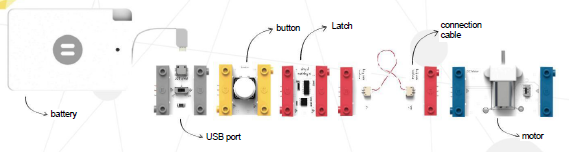 button
Latch
connection
cable
battery
USB port
motor